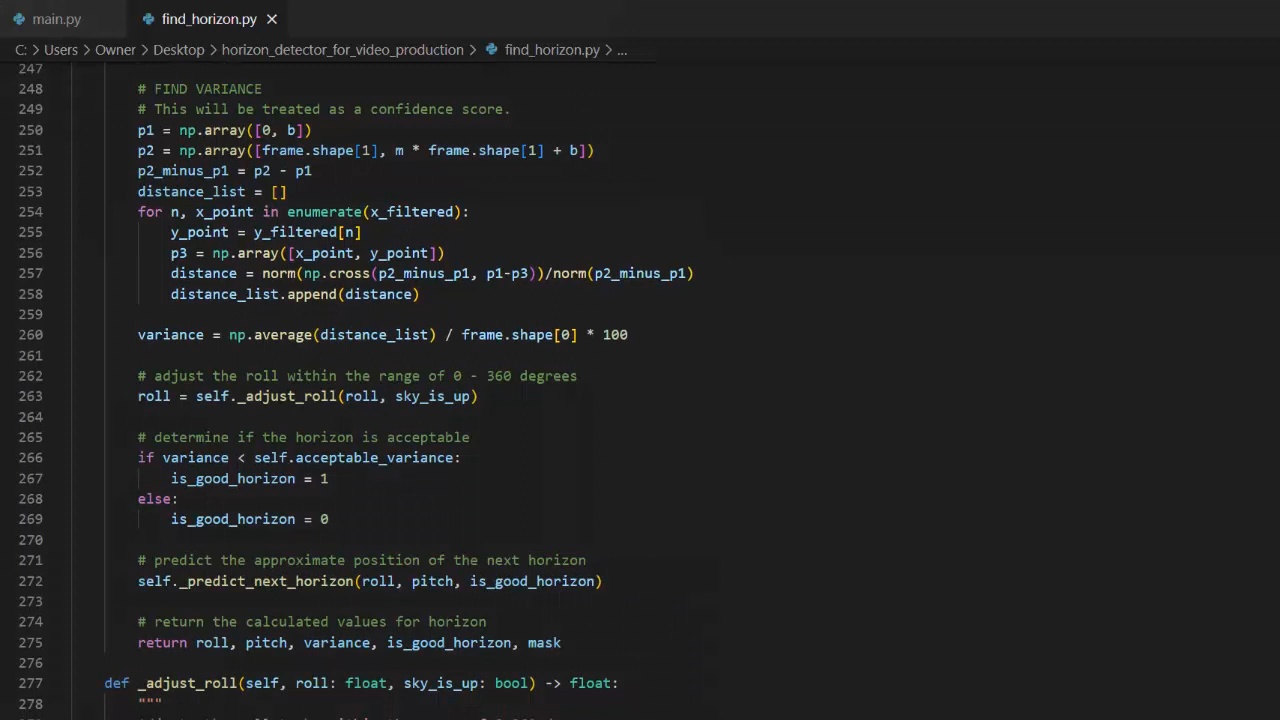 main.py find_horizon.py ×
C: > Users > Owner > Desktop > horizon_detector_for_video_production > find_horizon.py > ...
247
248 # FIND VARIANCE
249 # This will be treated as a confidence score.
250 p1 = np.array([0, b])
251 p2 = np.array([frame.shape[1], m * frame.shape[1] + b])
252 p2_minus_p1 = p2 - p1
253 distance_list = []
254 for n, x_point in enumerate(x_filtered):
255 y_point = y_filtered[n]
256 p3 = np.array([x_point, y_point])
257 distance = norm(np.cross(p2_minus_p1, p1-p3))/norm(p2_minus_p1)
258 distance_list.append(distance)
259
260 variance = np.average(distance_list) / frame.shape[0] * 100
261
262 # adjust the roll within the range of 0 - 360 degrees
263 roll = self._adjust_roll(roll, sky_is_up)
264
265 # determine if the horizon is acceptable
266 if variance < self.acceptable_variance:
267 is_good_horizon = 1
268 else:
269 is_good_horizon = 0
270
271 # predict the approximate position of the next horizon
272 self._predict_next_horizon(roll, pitch, is_good_horizon)
273
274 # return the calculated values for horizon
275 return roll, pitch, variance, is_good_horizon, mask
276
277 def _adjust_roll(self, roll: float, sky_is_up: bool) -> float:
278 """